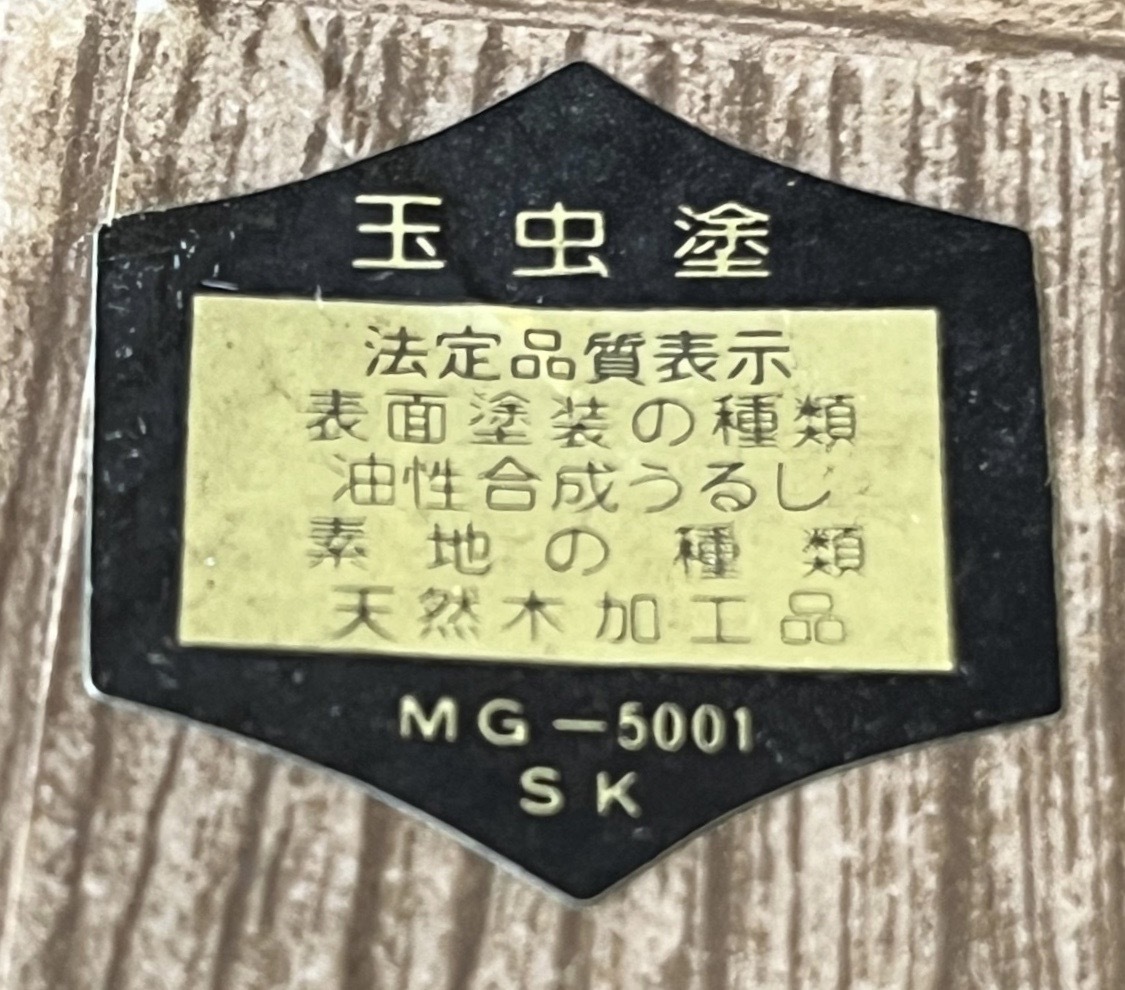 玉虫塗
法定品質表示
表面塗装の種類
油性合成うるし
素地の種類
天然木加工品
MG-5001
SK